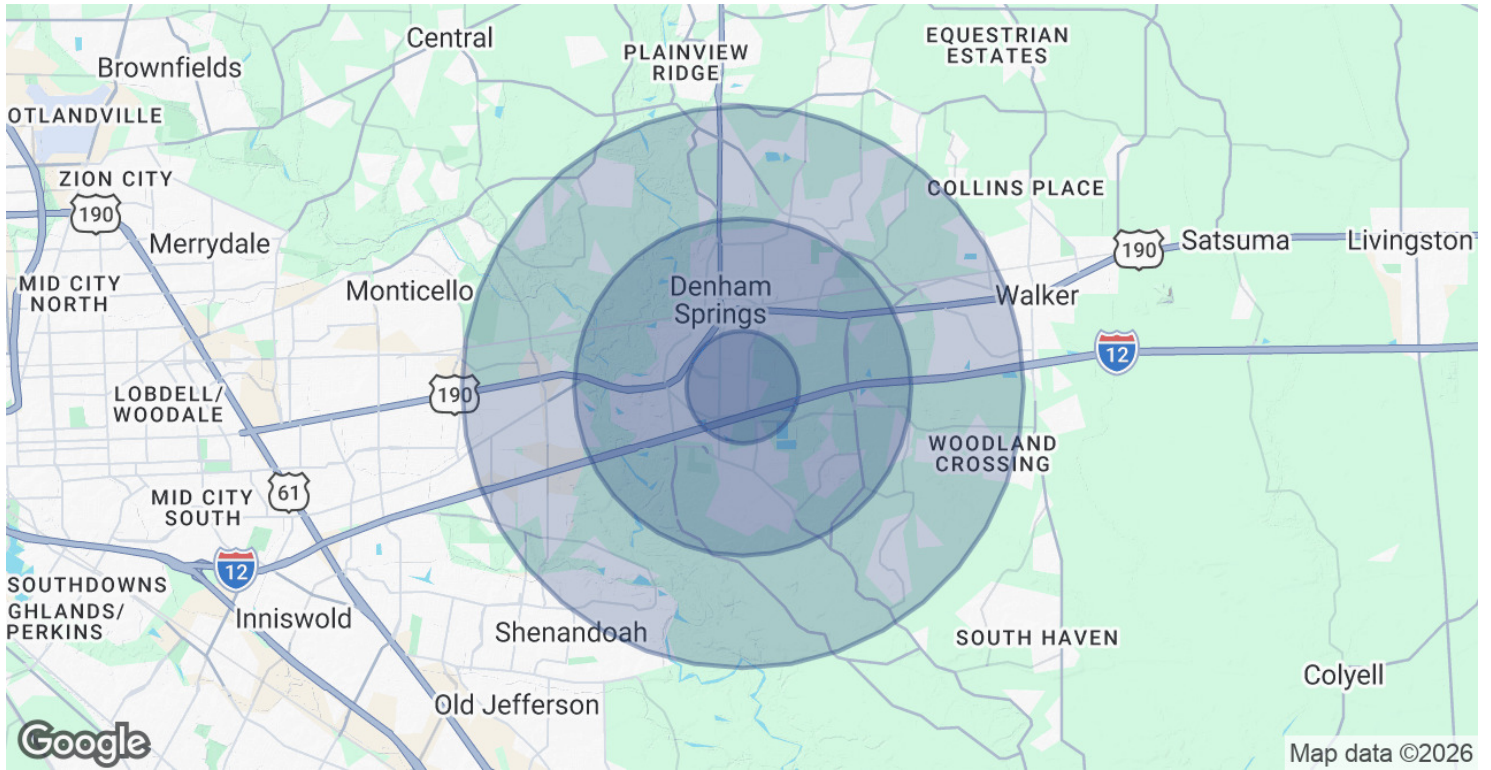 Central
PLAINVIEW
RIDGE
EQUESTRIAN
ESTATES
Brownfields
OTLANDVILLE
ZION CITY
COLLINS PLACE
190
Merrydale
190
Satsuma
Livingston
MID CITY
NORTH
Monticello
Denham
Springs
Walker
12
LOBDELL/
WOODALE
190
WOODLAND
CROSSING
61
MID CITY
SOUTH
12
SOUTHDOWNS
GHLANDS/
PERKINS
Inniswold
Shenandoah
SOUTH HAVEN
Colyell
Old Jefferson
Google
Map data ©2026